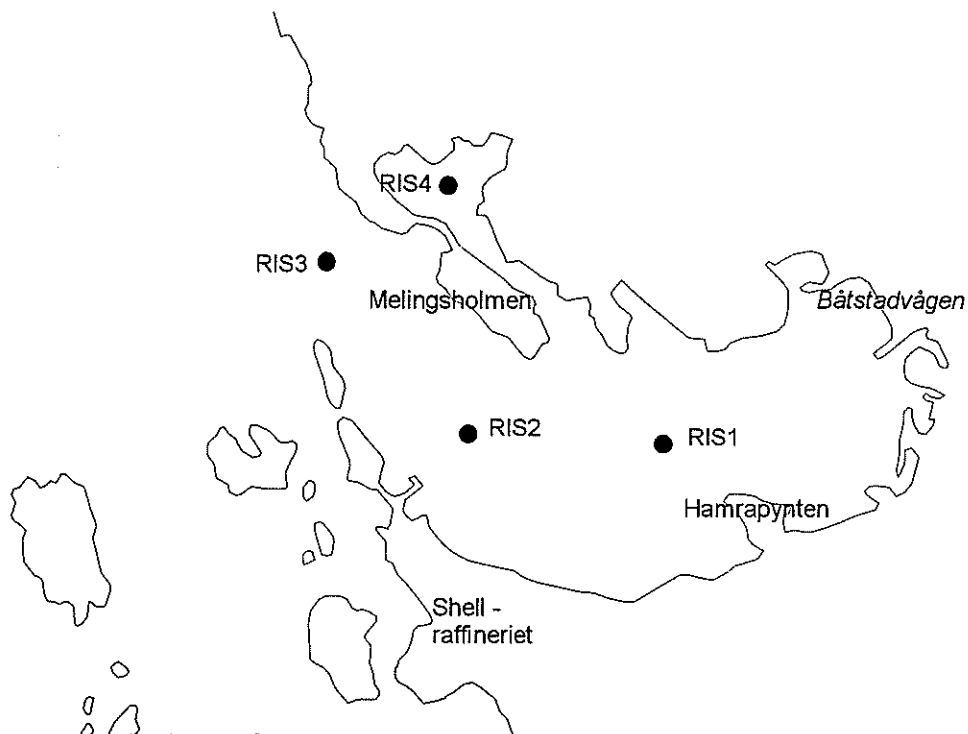 RIS4
RIS3
Melingsholmen
Båtstadvågen
RIS2
RIS1
Hamrapynten
Shell -
raffineriet